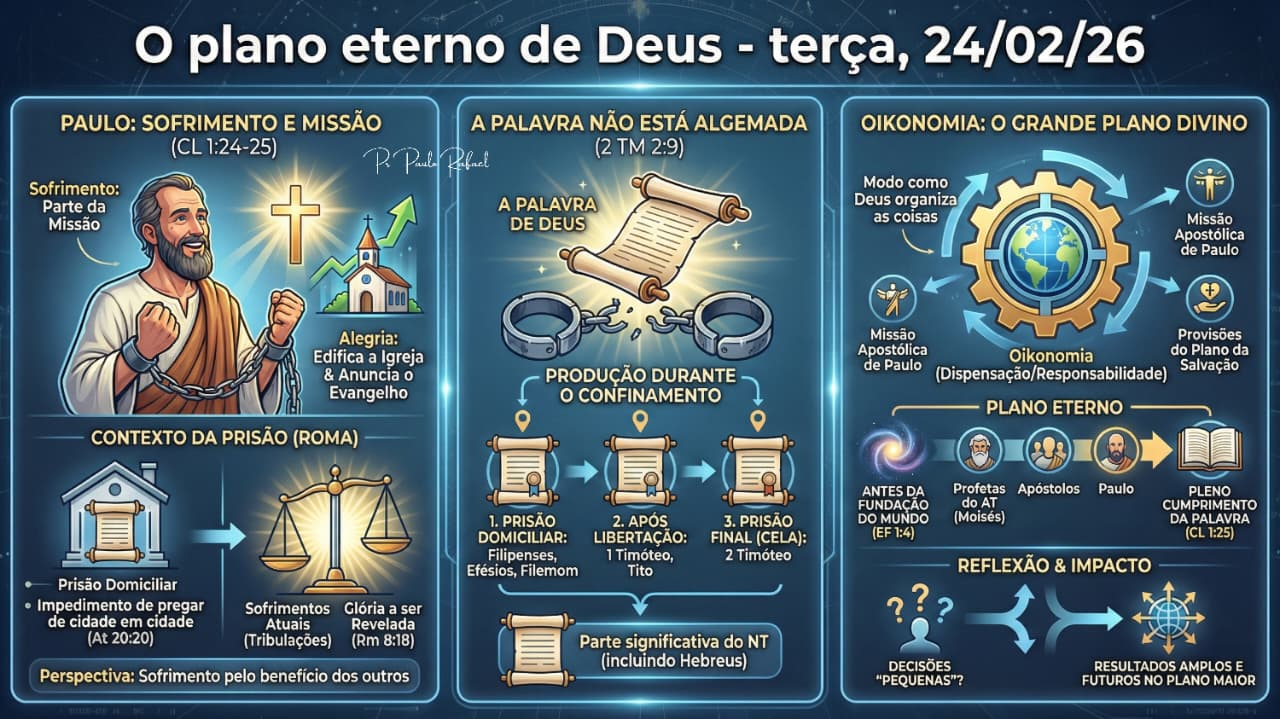 O plano eterno de Deus - terça, 24/02/26
PAULO: SOFRIMENTO E MISSÃO
(CL 1:24-25)
Pr Paulo Rafael
Sofrimento:
Parte da
Missão
Alegria:
Edifica a Igreja
& Anuncia o
Evangelho
CONTEXTO DA PRISÃO (ROMA)
Prisão Domiciliar
Impedimento de pregar
de cidade em cidade
(At 20:20)
Sofrimentos
Atuais
(Tribulações)
Glória a ser
Revelada
(Rm 8:18)
Perspectiva: Sofrimento pelo benefício dos outros
A PALAVRA NÃO ESTÁ ALGEMADA
(2 TM 2:9)
A PALAVRA
DE DEUS
PRODUÇÃO DURANTE
O CONFINAMENTO
1. PRISÃO
DOMICILIAR:
Filipenses,
Efésios, Filemom
2. APÓS
LIBERTAÇÃO:
1 Timóteo,
Tito
3. PRISÃO
FINAL (CELA):
2 Timóteo
Parte significativa do NT
(incluindo Hebreus)
OIKONOMIA: O GRANDE PLANO DIVINO
Modo como
Deus organiza
as coisas
Missão
Apostólica
de Paulo
Missão
Apostólica
de Paulo
Provisões
do Plano da
Salvação
Oikonomia
(Dispensação/Responsabilidade)
PLANO ETERNO
ANTES DA
FUNDAÇÃO
DO MUNDO
(EF 1:4)
Profetas
do AT
(Moisés)
Apóstolos
Paulo
PLENO
CUMPRIMENTO
DA PALAVRA
(CL 1:25)
REFLEXÃO & IMPACTO
? ? ?
DECISÕES
"PEQUENAS"?
RESULTADOS AMPLOS E
FUTUROS NO PLANO MAIOR